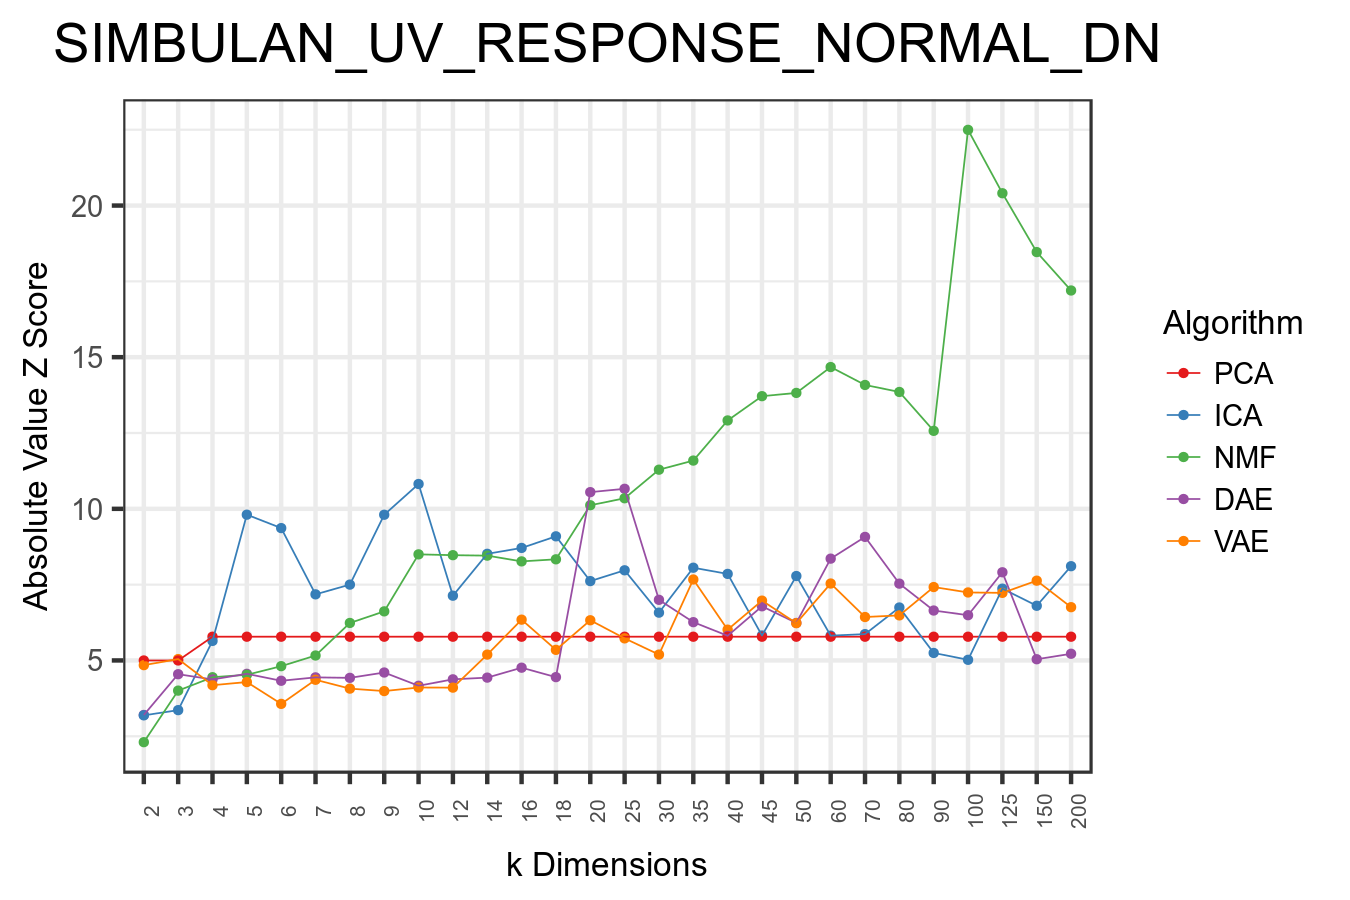 SIMBULAN_UV_RESPONSE_NORMAL_DN
Absolute Value Z Score
20
15
10
5
2 3 4 5 6 7 8 9 10 12 14 16 18 20 25 30 35 40 45 50 60 70 80 90 100 125 150 200
k Dimensions
Algorithm
PCA
ICA
NMF
DAE
VAE